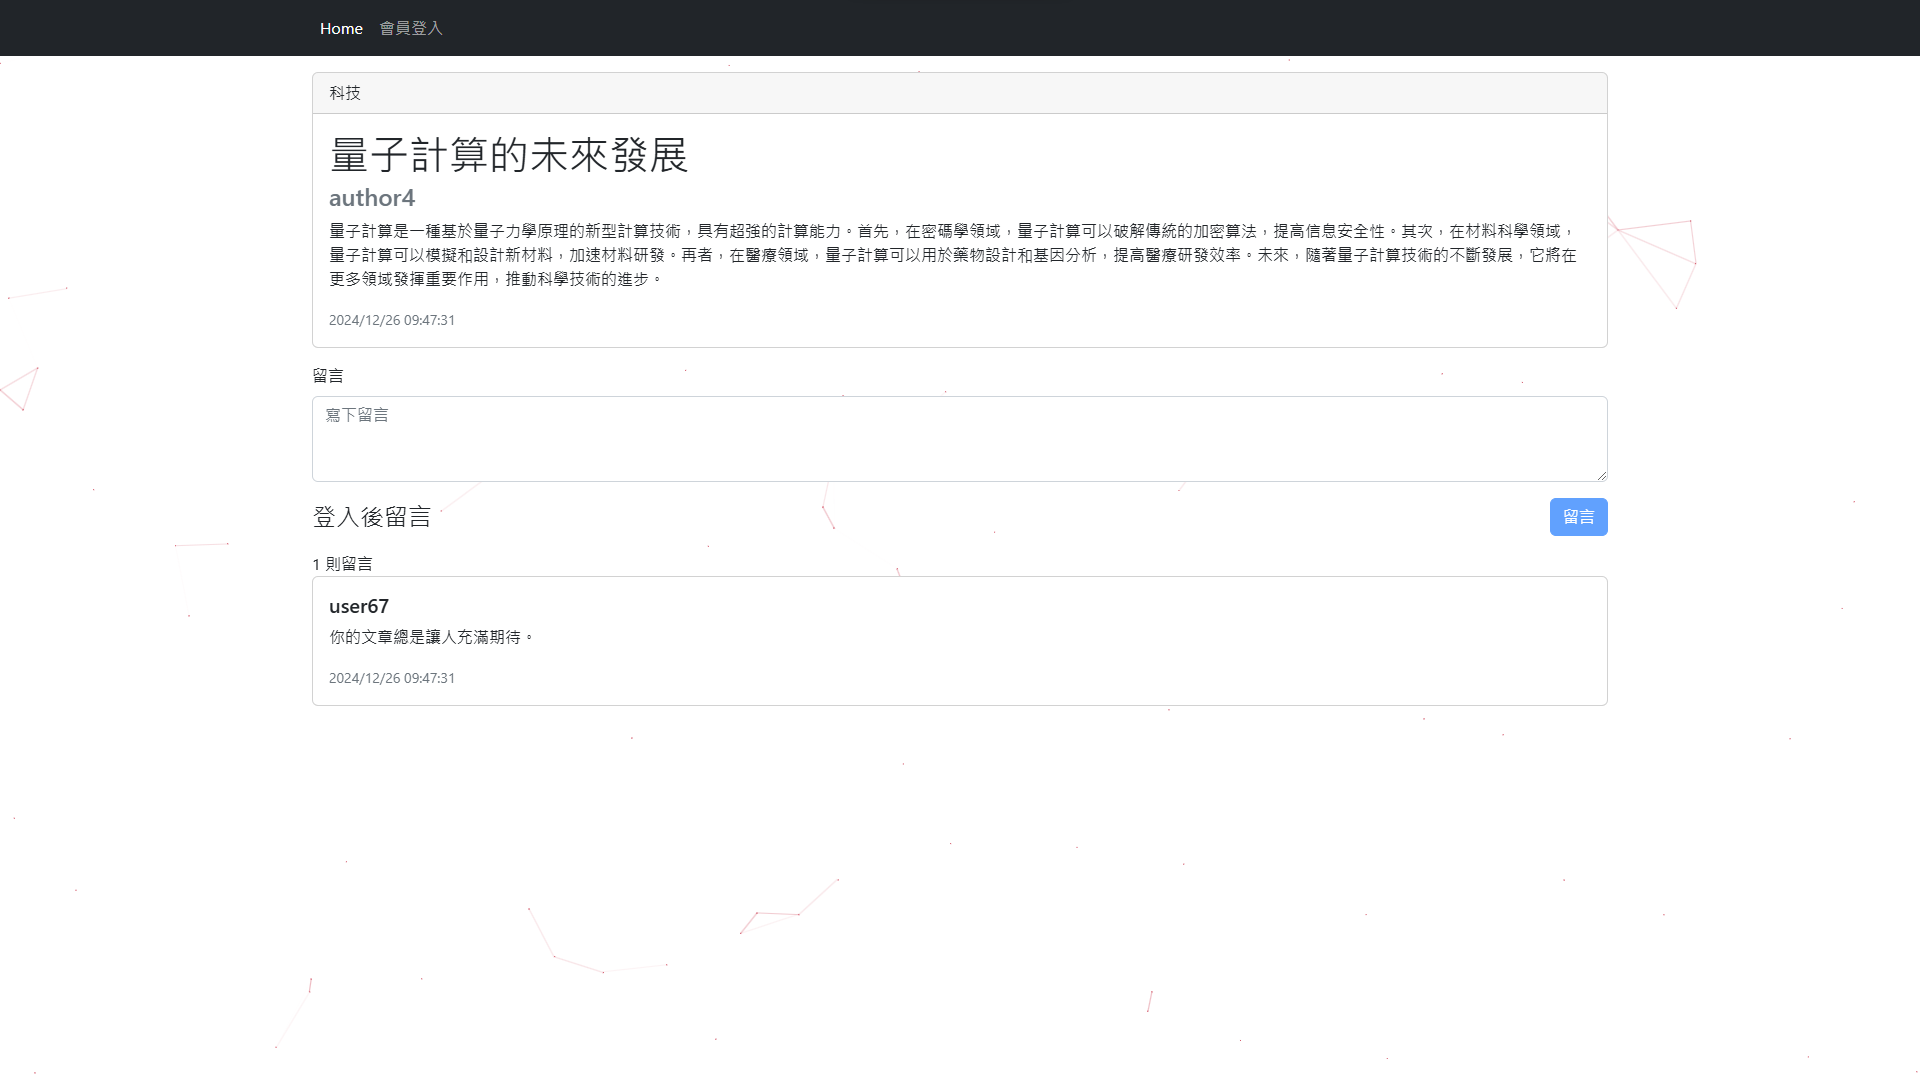 Home 會員登入
科技
量子計算的未來發展
author4
量子計算是一種基於量子力學原理的新型計算技術，具有超強的計算能力。首先，在密碼學領域，量子計算可以破解傳統的加密算法，提高信息安全性。其次，在材料科學領域，
量子計算可以模擬和設計新材料，加速材料研發。再者，在醫療領域，量子計算可以用於藥物設計和基因分析，提高醫療研發效率。未來，隨著量子計算技術的不斷發展，它將在
更多領域發揮重要作用，推動科學技術的進步。
2024/12/26 09:47:31
留言
寫下留言
登入後留言 留言
1 則留言
user67
你的文章總是讓人充滿期待。
2024/12/26 09:47:31